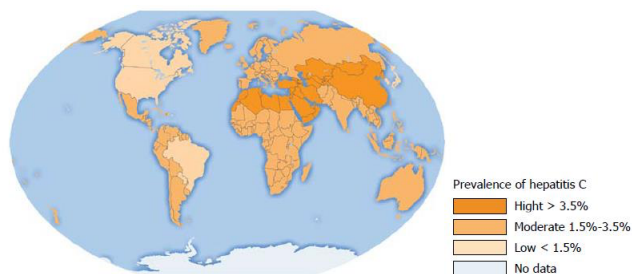 Prevalence of hepatitis C
Hight > 3.5%
Moderate 1.5%-3.5%
Low < 1.5%
No data